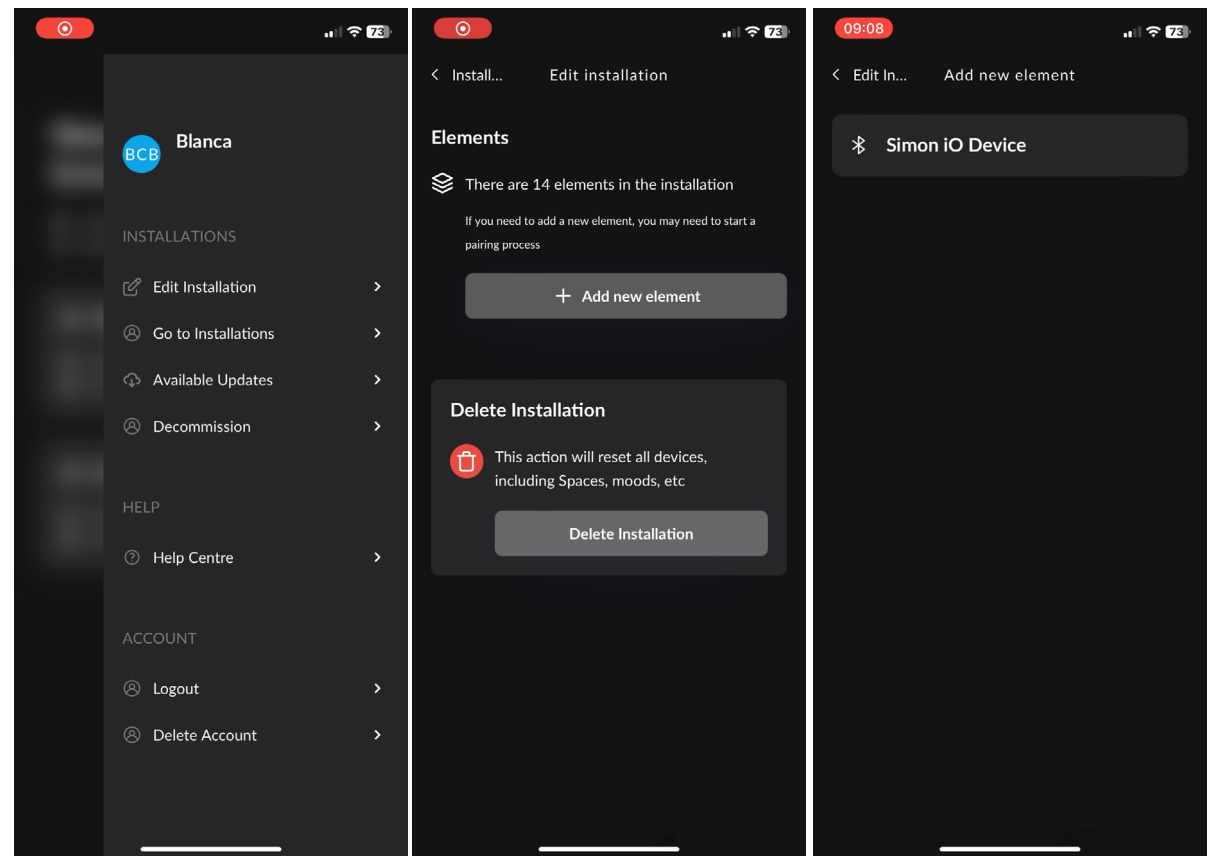 73
Blanca
BCB
INSTALLATIONS
Edit Installation
Go to Installations
Available Updates
Decommission
HELP
Help Centre
ACCOUNT
Logout
Delete Account
73
Install... Edit installation
Elements
There are 14 elements in the installation
If you need to add a new element, you may need to start a
pairing process
+ Add new element
Delete Installation
This action will reset all devices,
including Spaces, moods, etc
Delete Installation
09:08 73
Edit In... Add new element
Simon iO Device